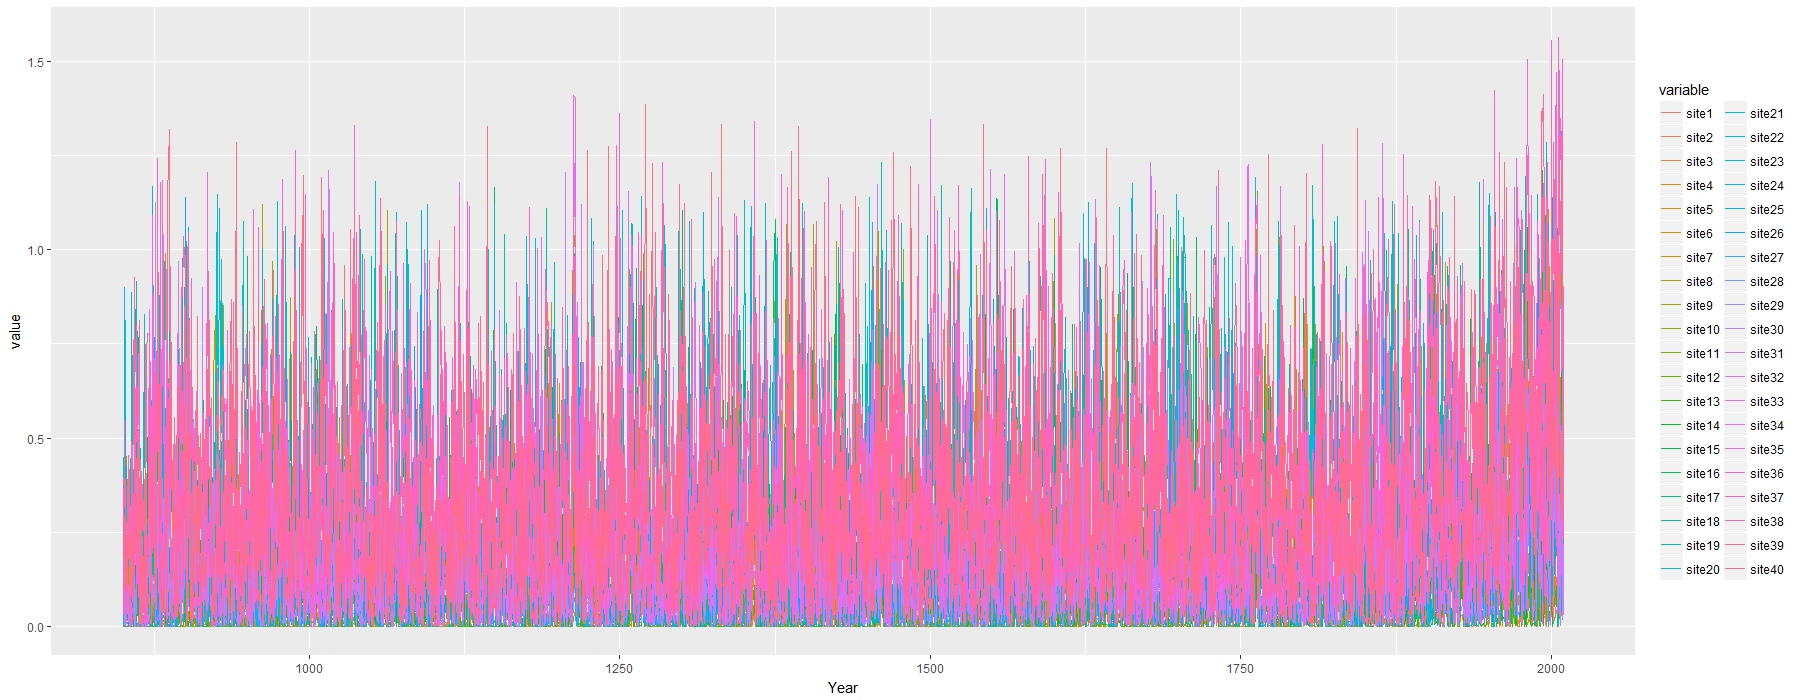 1.5
1.0
0.5
0.0
value
1000
1250
1500
1750
2000
Year
variable
site1 site21
site2 site22
site3 site23
site4 site24
site5 site25
site6 site26
site7 site27
site8 site28
site9 site29
site10 site30
site11 site31
site12 site32
site13 site33
site14 site34
site15 site35
site16 site36
site17 site37
site18 site38
site19 site39
site20 site40